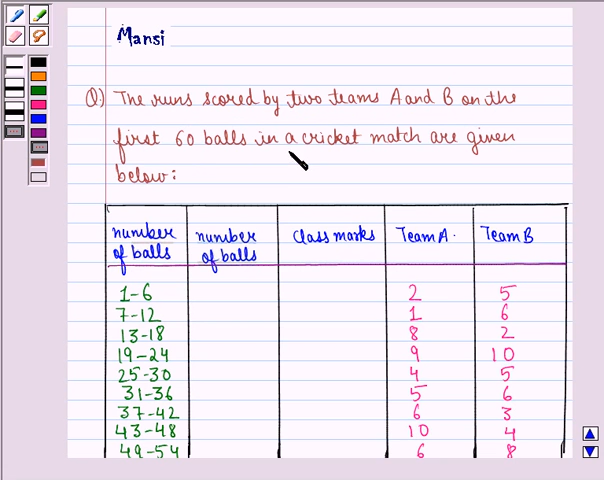 Mansi
Q) The runs scored by two teams A and B on the
first 60 balls in a cricket match are given
below:
number of balls number of balls Class marks Team A. Team B
1-6 2 5
7-12 1 6
13-18 8 2
19-24 9 10
25-30 4 5
31-36 5 6
37-42 6 3
43-48 10 4
49-54 6 8